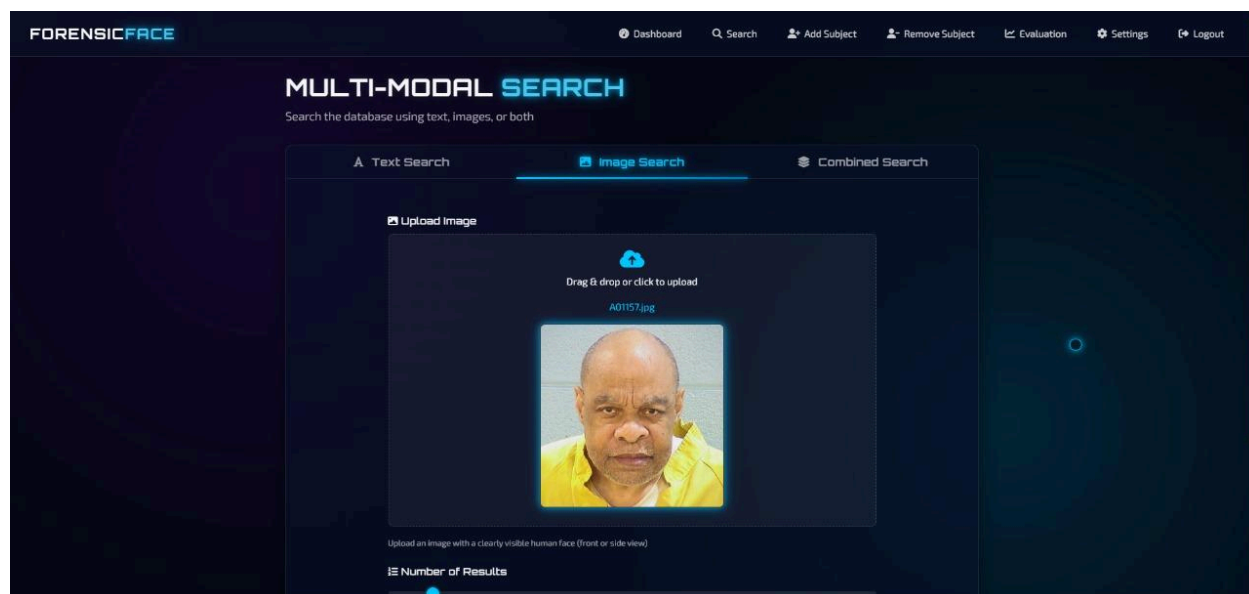 FORENSICFACE
Dashboard Search Add Subject Remove Subject Evaluation Settings Logout
MULTI-MODAL SEARCH
Search the database using text, images, or both
Text Search Image Search Combined Search
Upload Image
Drag & drop or click to upload
A01157.jpg
Upload an image with a clearly visible human face (front or side view)
Number of Results